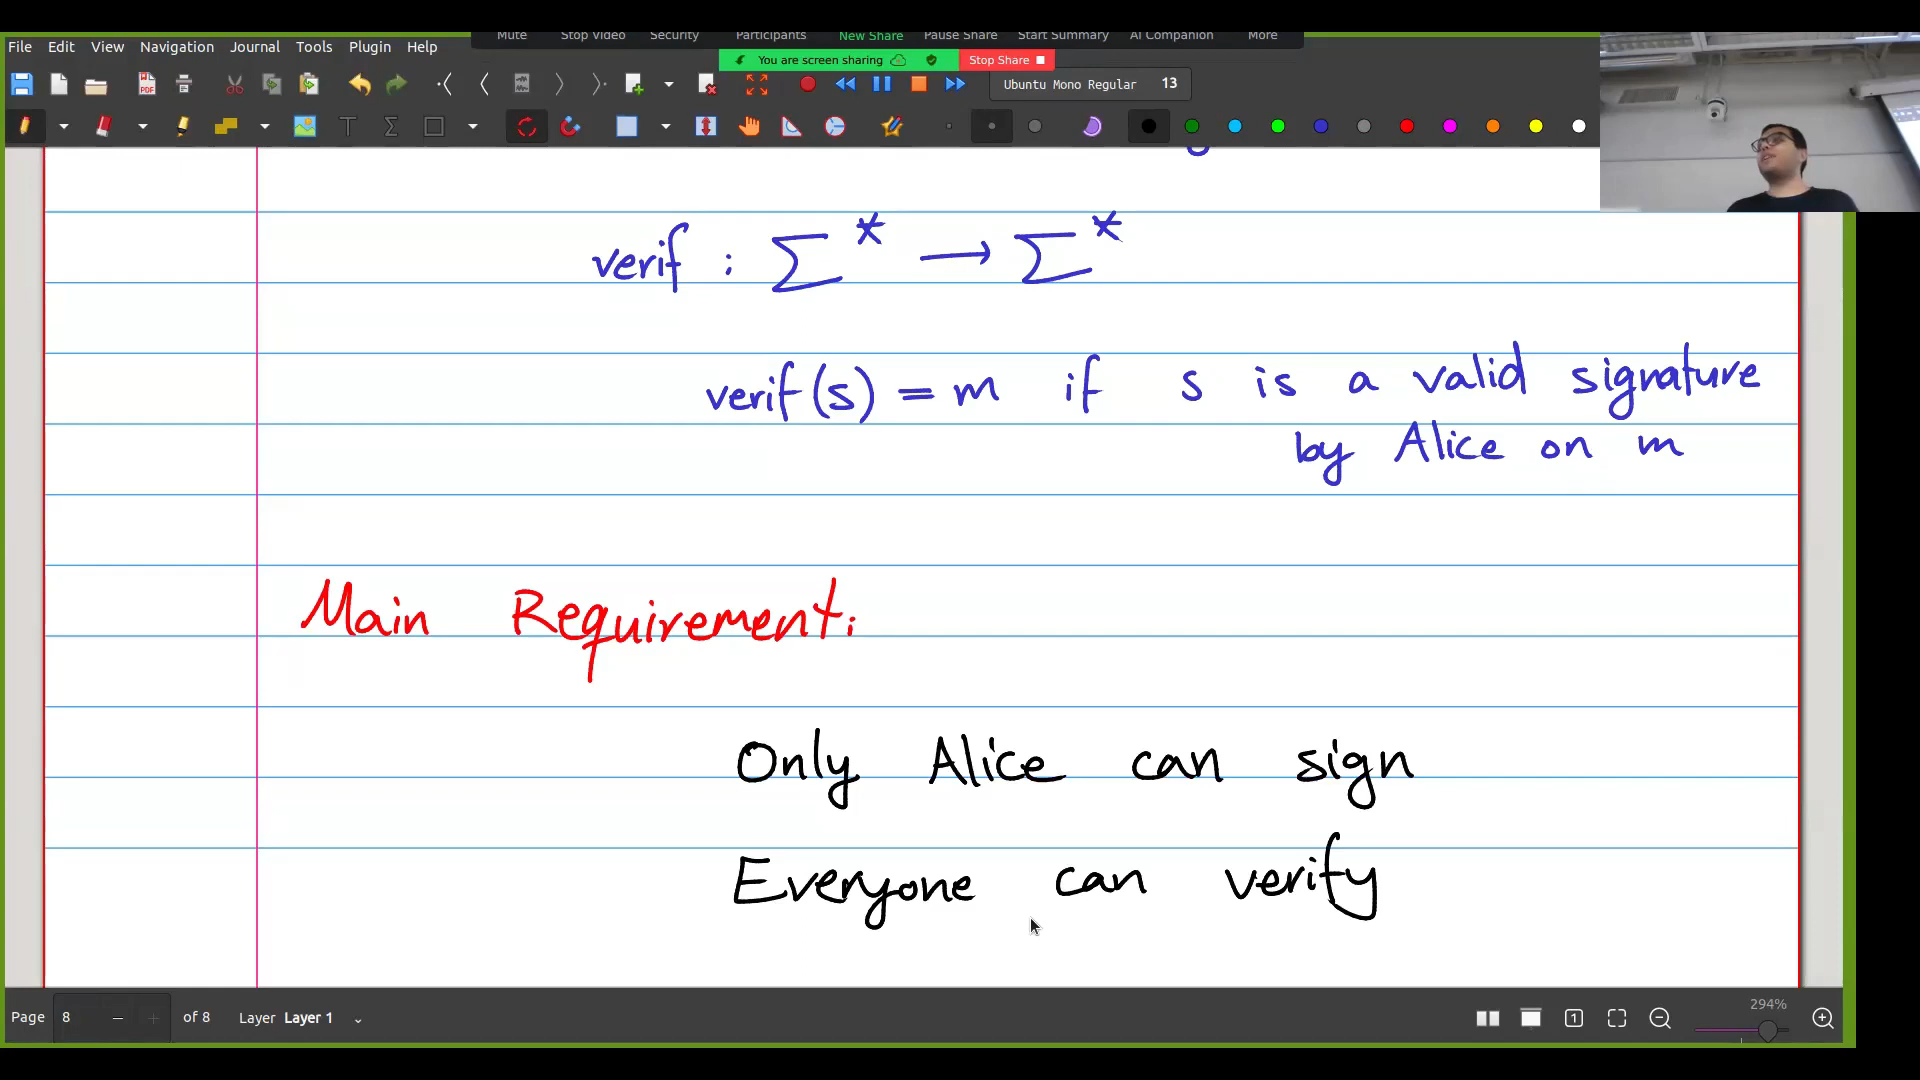 Mute Stop Video Security Participants New Share Pause Share Start Summary AI Companion More
File Edit View Navigation Journal Tools Plugin Help
You are screen sharing Stop Share
PDF Ubuntu Mono Regular 13
verif : Σ* → Σ*
verif(s) = m if s is a valid signature
by Alice on m
Main Requirement:
Only Alice can sign
Everyone can verify
294%
Page 8 of 8 Layer Layer 1